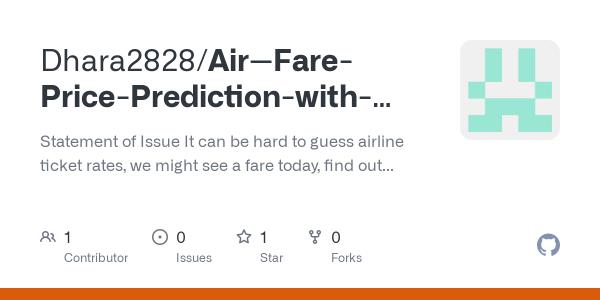 Dhara2828/Air—Fare-
Price-Prediction-with-...
Statement of Issue It can be hard to guess airline
ticket rates, we might see a fare today, find out...
1 0 1 0
Contributor Issues Star Forks